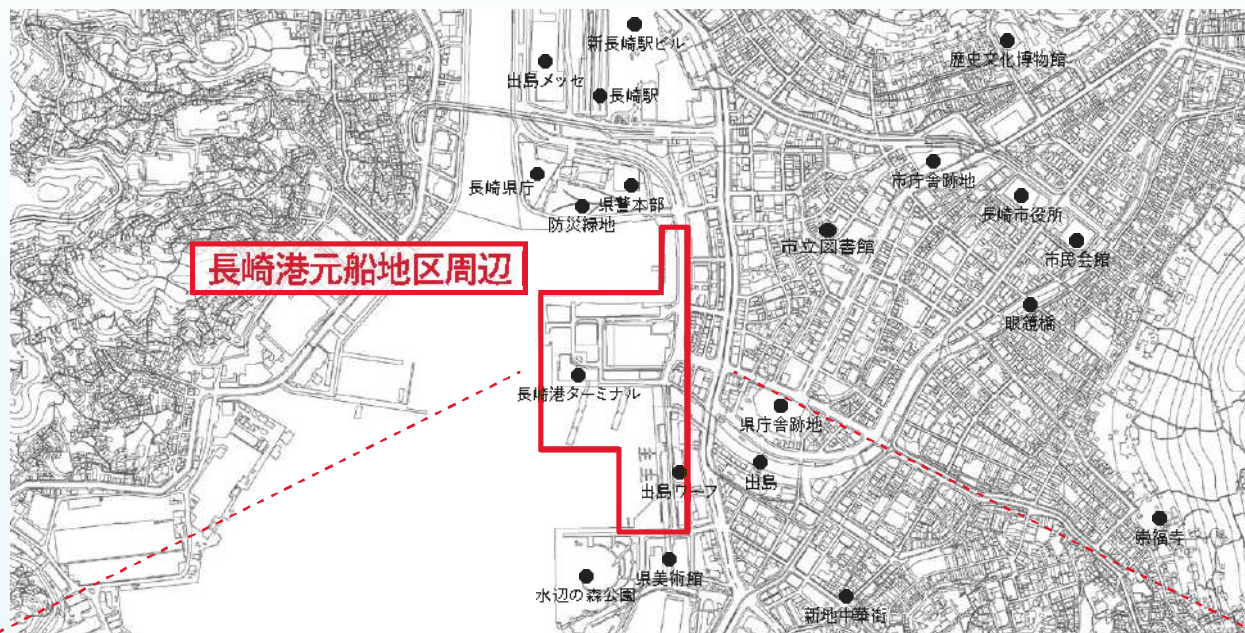 新長崎駅ビル
歴史文化博物館
出島メッセ
長崎駅
市庁舎跡地
長崎県庁
県警本部
長崎市役所
防災緑地
市立図書館
市民会館
長崎港元船地区周辺
眼鏡橋
長崎港ターミナル
県庁舎跡地
出島
出島ワーフ
崇福寺
県美術館
水辺の森公園
新地中華街